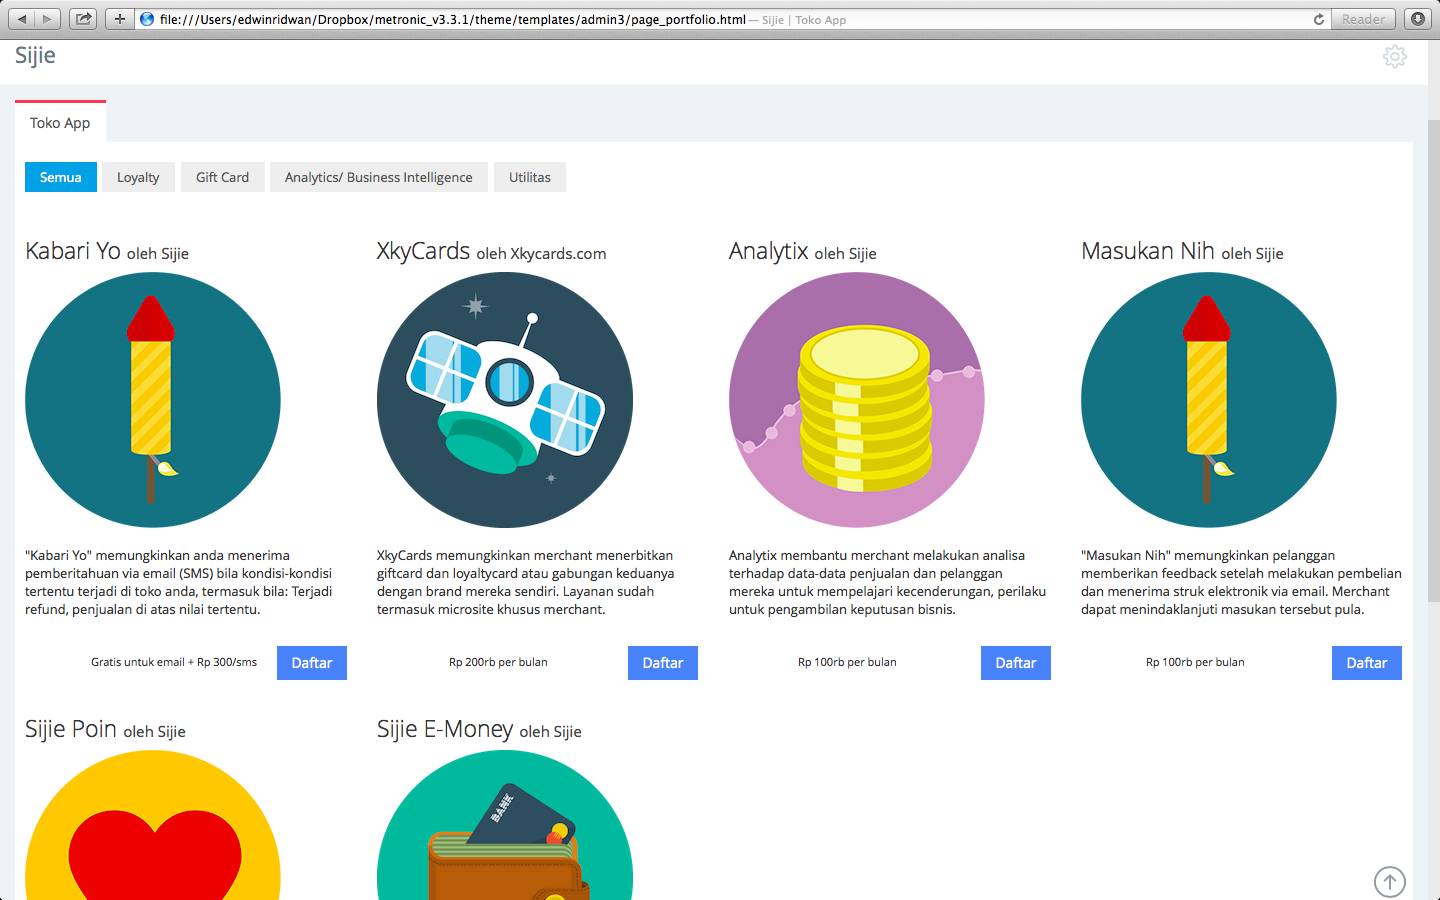 file:///Users/edwinridwan/Dropbox/metronic_v3.3.1/theme/templates/admin3/page_portfolio.html — Sijie | Toko App
Reader
Sijie
Toko App
Semua
Loyalty
Gift Card
Analytics/ Business Intelligence
Utilitas
Kabari Yo oleh Sijie
"Kabari Yo" memungkinkan anda menerima
pemberitahuan via email (SMS) bila kondisi-kondisi
tertentu terjadi di toko anda, termasuk bila: Terjadi
refund, penjualan di atas nilai tertentu.
Gratis untuk email + Rp 300/sms
Daftar
XkyCards oleh Xkycards.com
XkyCards memungkinkan merchant menerbitkan
giftcard dan loyaltycard atau gabungan keduanya
dengan brand mereka sendiri. Layanan sudah
termasuk microsite khusus merchant.
Rp 200rb per bulan
Daftar
Analytix oleh Sijie
Analytix membantu merchant melakukan analisa
terhadap data-data penjualan dan pelanggan
mereka untuk mempelajari kecenderungan, perilaku
untuk pengambilan keputusan bisnis.
Rp 100rb per bulan
Daftar
Masukan Nih oleh Sijie
"Masukan Nih" memungkinkan pelanggan
memberikan feedback setelah melakukan pembelian
dan menerima struk elektronik via email. Merchant
dapat menindaklanjuti masukan tersebut pula.
Rp 100rb per bulan
Daftar
Sijie Poin oleh Sijie
Sijie E-Money oleh Sijie
BANK